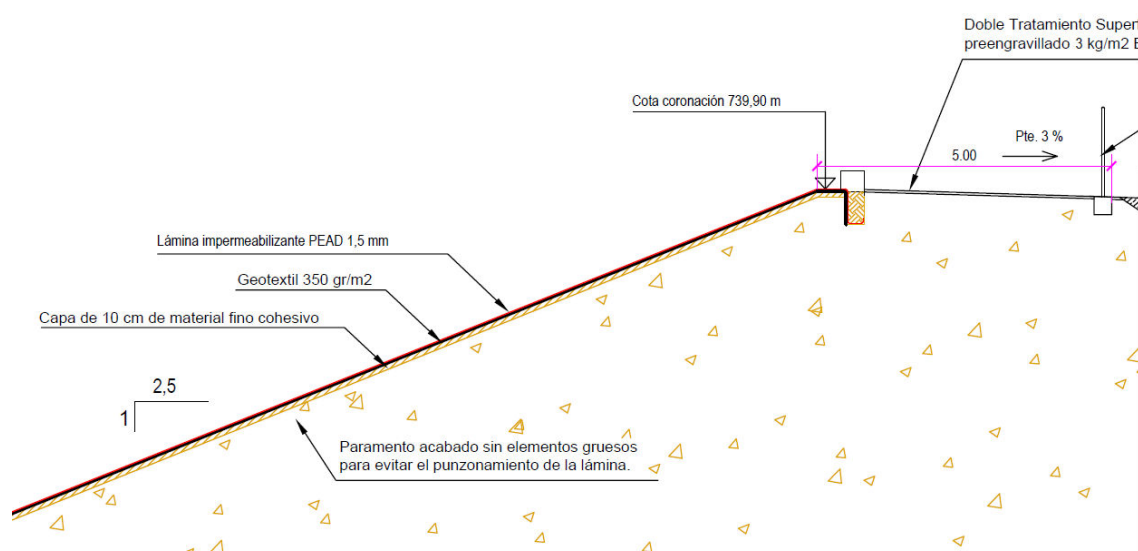 Doble Tratamiento
preengravillado 3 kg/m2
Cota coronación 739,90 m
Pte. 3 %
5.00
Lámina impermeabilizante PEAD 1,5 mm
Geotextil 350 gr/m2
Capa de 10 cm de material fino cohesivo
2,5
1
Paramento acabado sin elementos gruesos
para evitar el punzonamiento de la lámina.